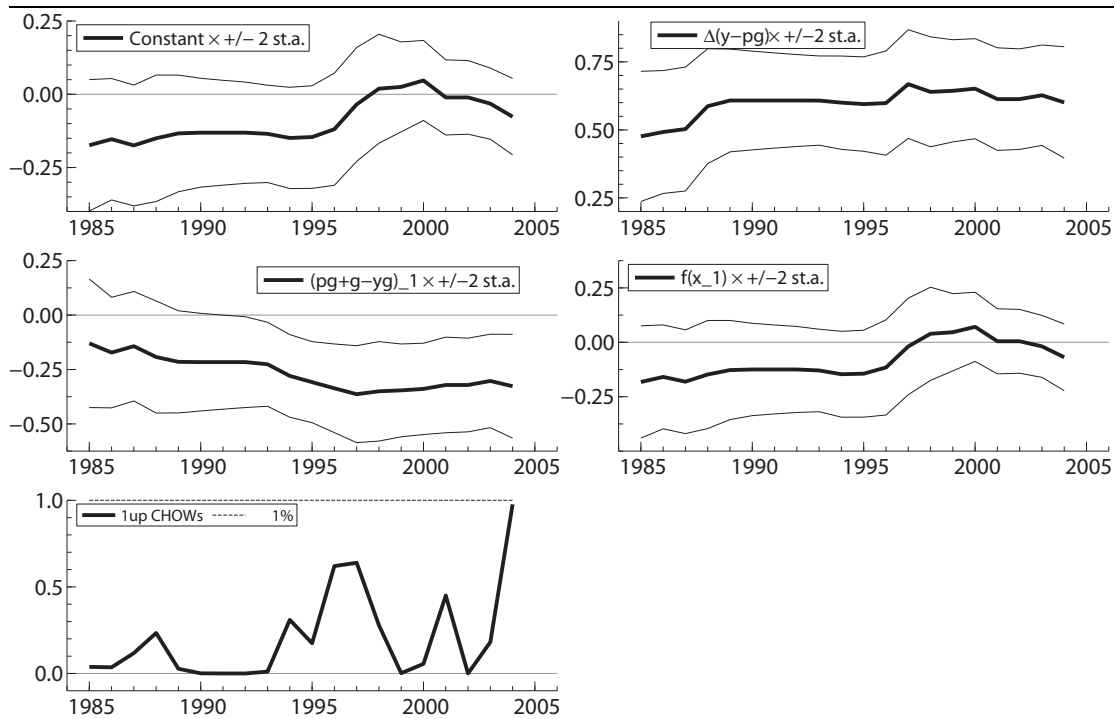 0.25
Constant × +/− 2 st.a.
0.00
−0.25
1985 1990 1995 2000 2005
Δ(y−pg)× +/−2 st.a.
0.75
0.50
0.25
1985 1990 1995 2000 2005
0.25
(pg+g−yg)_1 × +/−2 st.a.
0.00
−0.25
−0.50
1985 1990 1995 2000 2005
f(x_1) × +/−2 st.a.
0.25
0.00
−0.25
1985 1990 1995 2000 2005
1.0
1up CHOWs 1%
0.5
0.0
1985 1990 1995 2000 2005